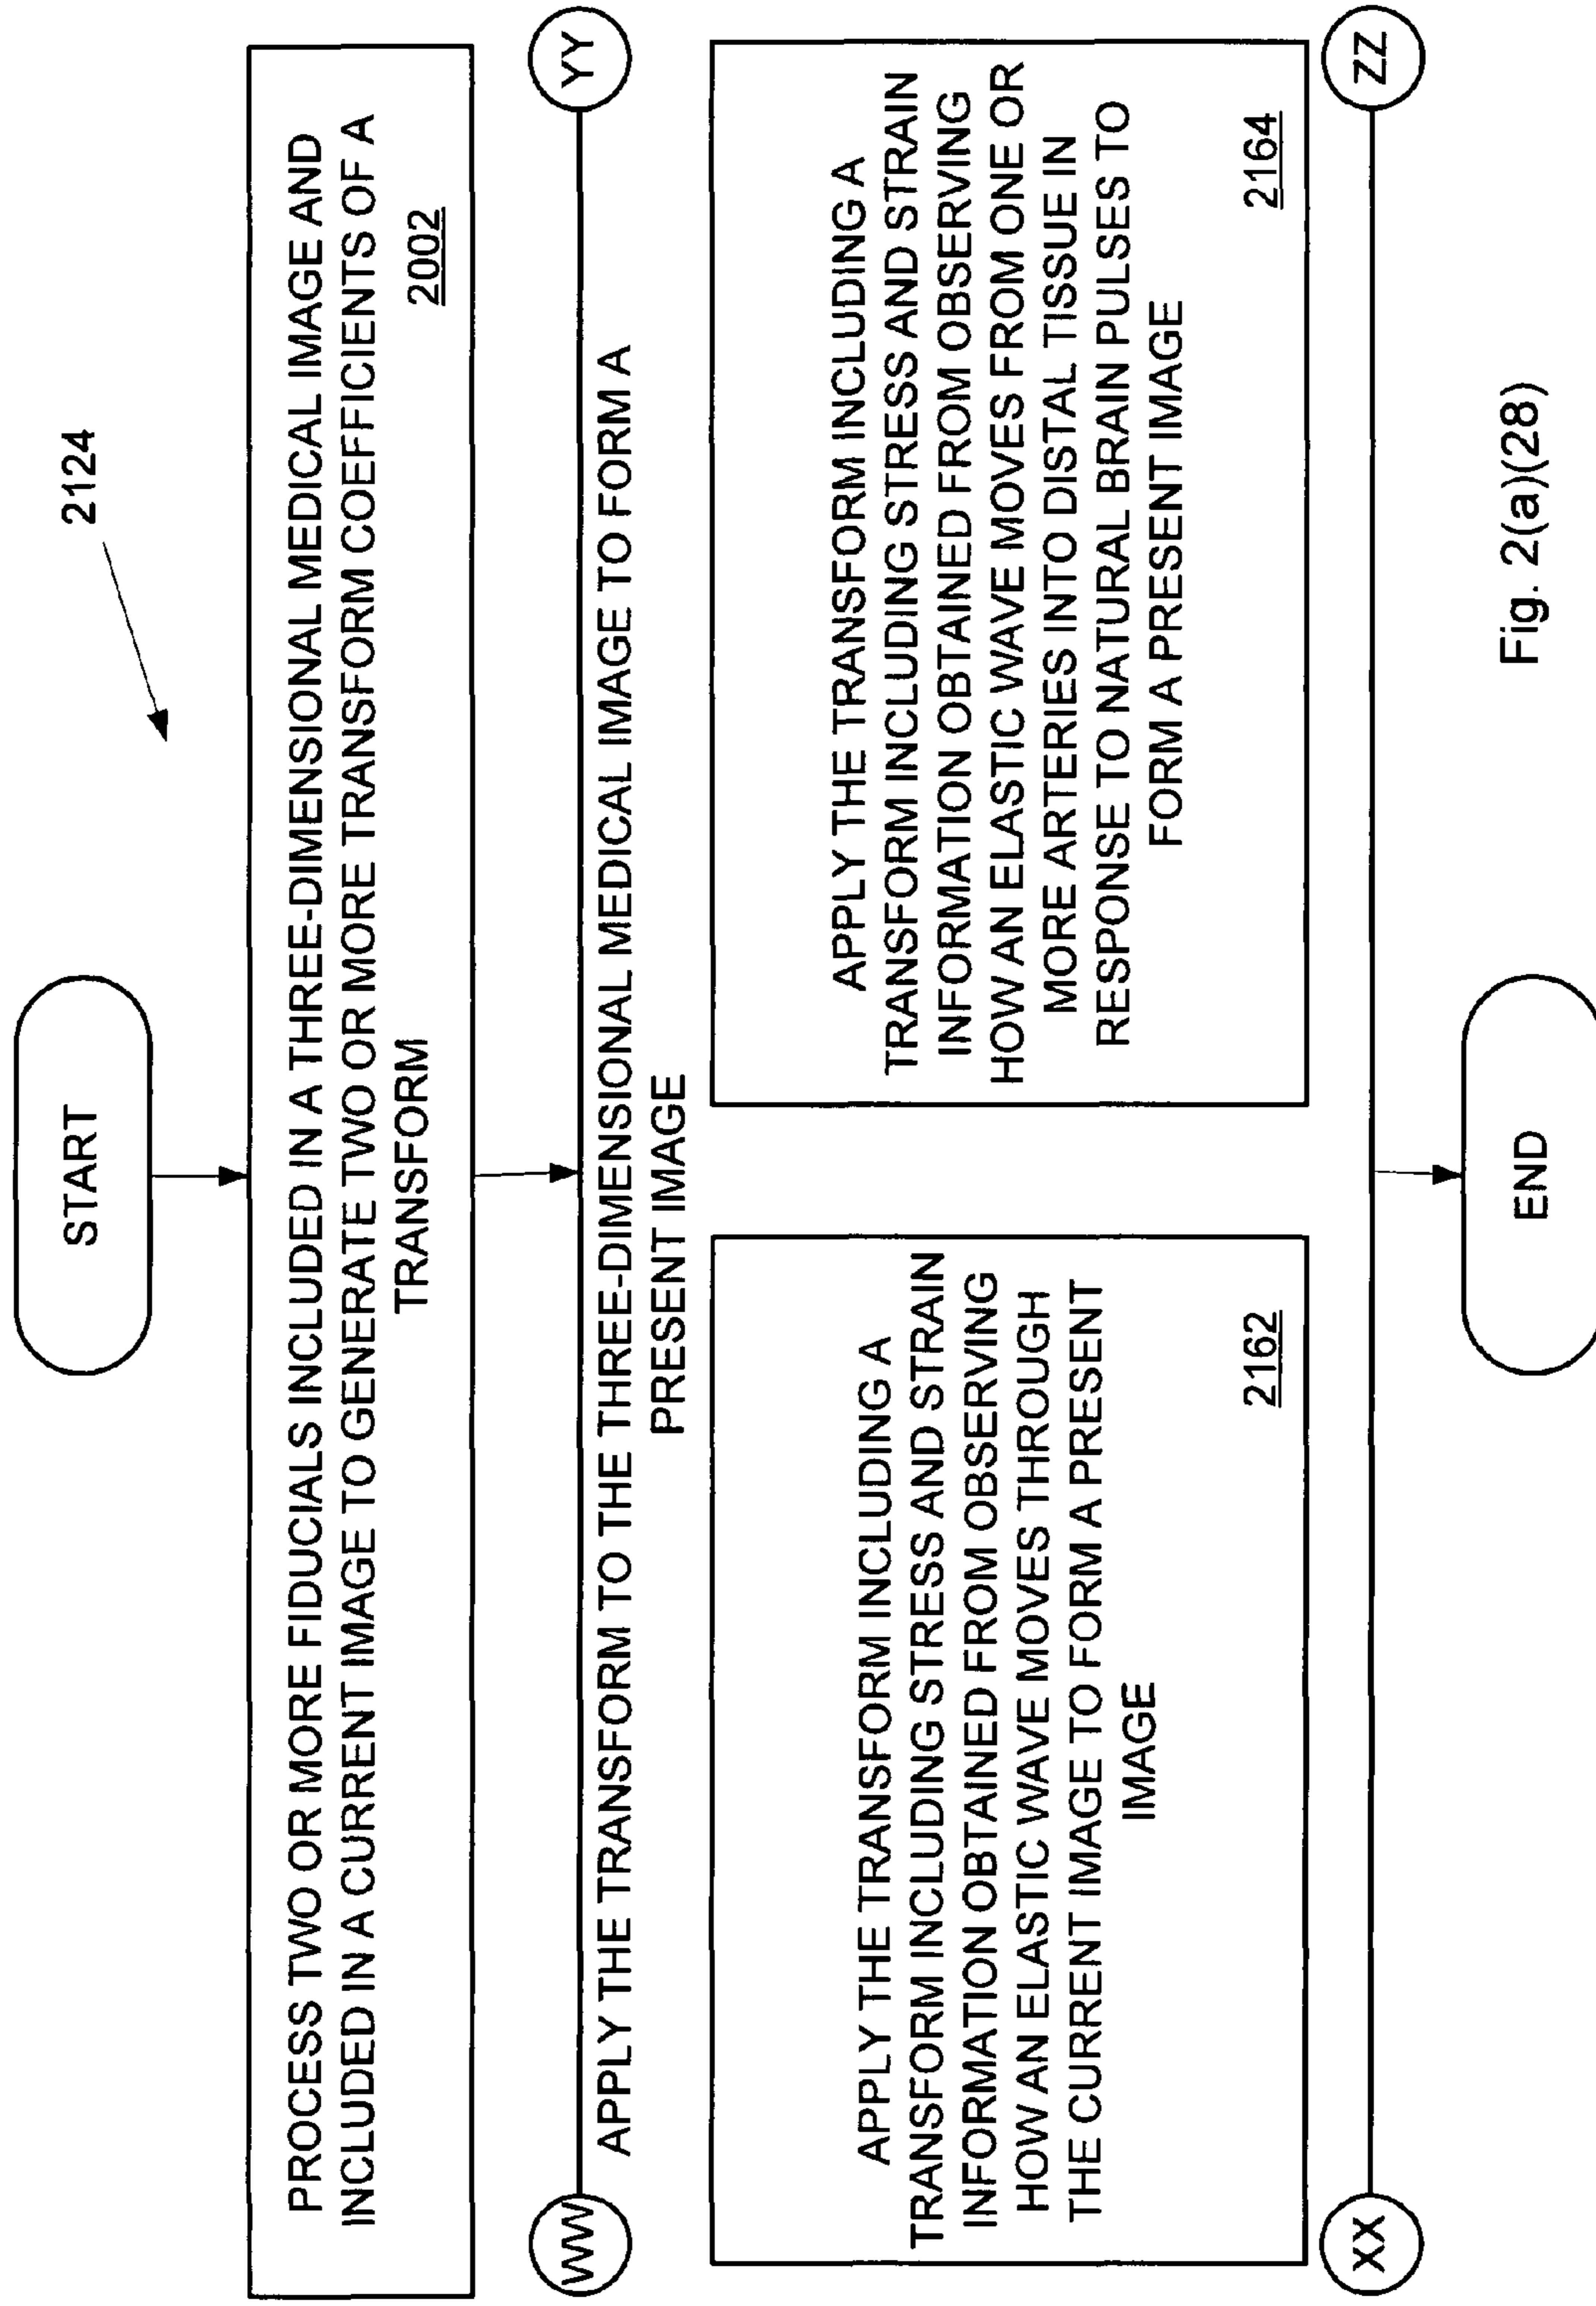 2124
START
PROCESS TWO OR MORE FIDUCIALS INCLUDED IN A THREE-DIMENSIONAL MEDICAL IMAGE AND
INCLUDED IN A CURRENT IMAGE TO GENERATE TWO OR MORE TRANSFORM COEFFICIENTS OF A
TRANSFORM
2002
WW
YY
APPLY THE TRANSFORM TO THE THREE-DIMENSIONAL MEDICAL IMAGE TO FORM A
PRESENT IMAGE
APPLY THE TRANSFORM INCLUDING A
TRANSFORM INCLUDING STRESS AND STRAIN
INFORMATION OBTAINED FROM OBSERVING
HOW AN ELASTIC WAVE MOVES THROUGH
THE CURRENT IMAGE TO FORM A PRESENT
IMAGE
2162
APPLY THE TRANSFORM INCLUDING A
TRANSFORM INCLUDING STRESS AND STRAIN
INFORMATION OBTAINED FROM OBSERVING
HOW AN ELASTIC WAVE MOVES FROM ONE OR
MORE ARTERIES INTO DISTAL TISSUE IN
RESPONSE TO NATURAL BRAIN PULSES TO
FORM A PRESENT IMAGE
2164
XX
ZZ
END
Fig. 2(a)(28)